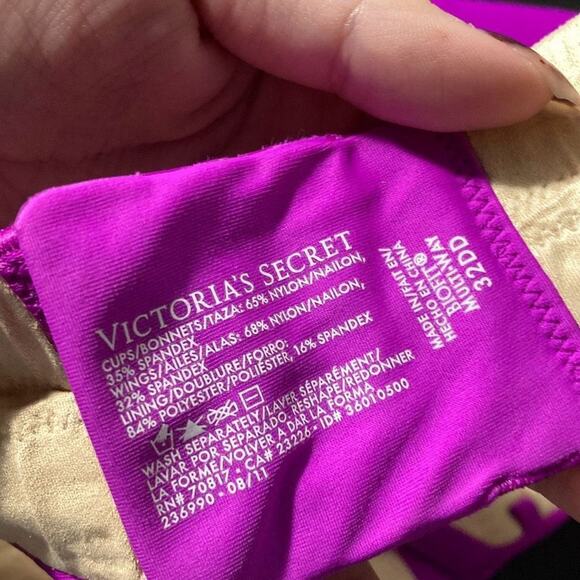 VICTORIA'S SECRET
CUPS/BONNETS/TAZA: 65% NYLON/NAILON,
35% SPANDEX
WINGS/AILES/ALAS: 68% NYLON/NAILON,
32% SPANDEX
LINING/DOUBLURE/FORRO:
84% POLYESTER/POLIÉSTER, 16% SPANDEX
WASH SEPARATELY/LAVER SÉPARÉMENT/
LAVAR POR SEPARADO. RESHAPE/REDONNER
LA FORME/VOLVER A DAR LA FORMA
RN# 70817 • CA# 23226 • ID# 36010500
236990 • 08/11
MADE IN/FAIT EN/
HECHO EN CHINA
BIOFIT®
MULTI-WAY
32DD